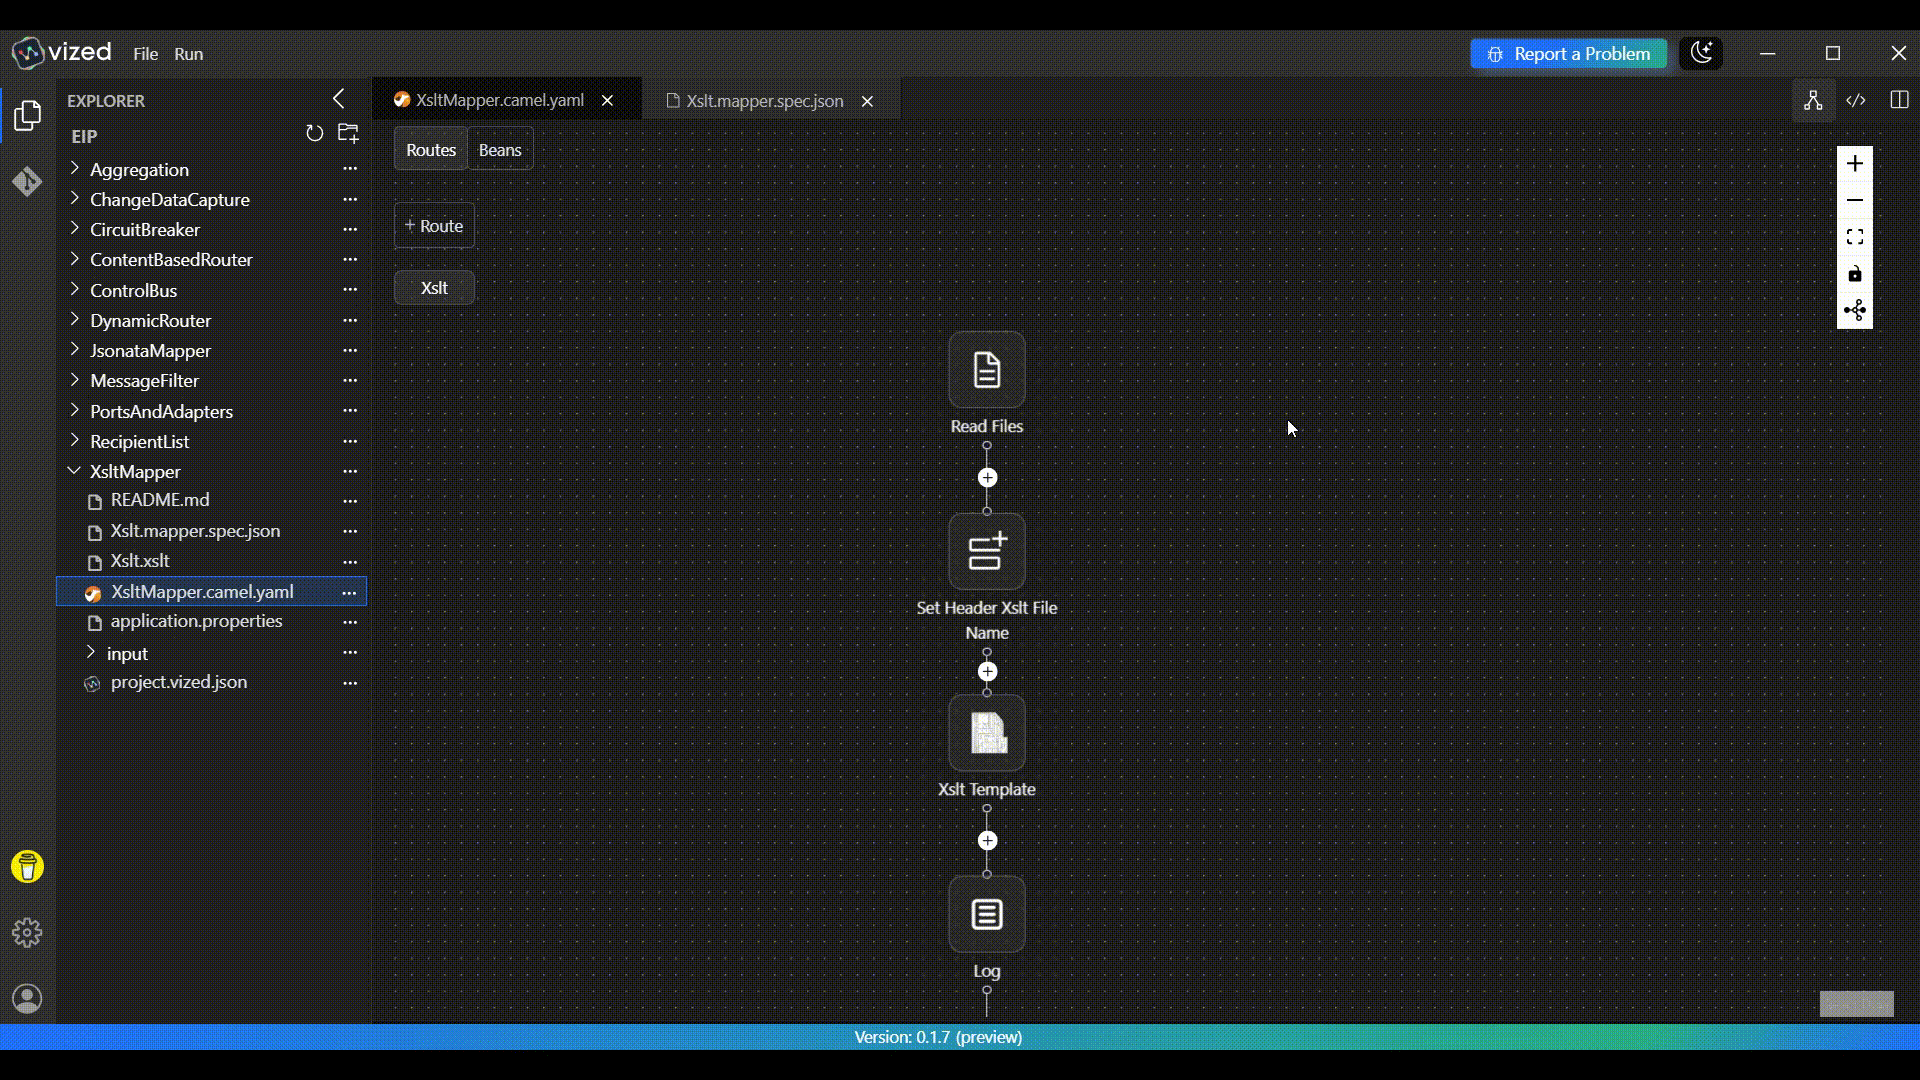 vized File Run Report a Problem
EXPLORER
XsltMapper.camel.yaml Xslt.mapper.spec.json
EIP
Routes Beans
+ Route
Xslt
Aggregation
ChangeDataCapture
CircuitBreaker
ContentBasedRouter
ControlBus
DynamicRouter
JsonataMapper
MessageFilter
PortsAndAdapters
RecipientList
XsltMapper
README.md
Xslt.mapper.spec.json
Xslt.xslt
XsltMapper.camel.yaml
application.properties
input
project.vized.json
Read Files
Set Header Xslt File
Name
Xslt Template
Log
Version: 0.1.7 (preview)